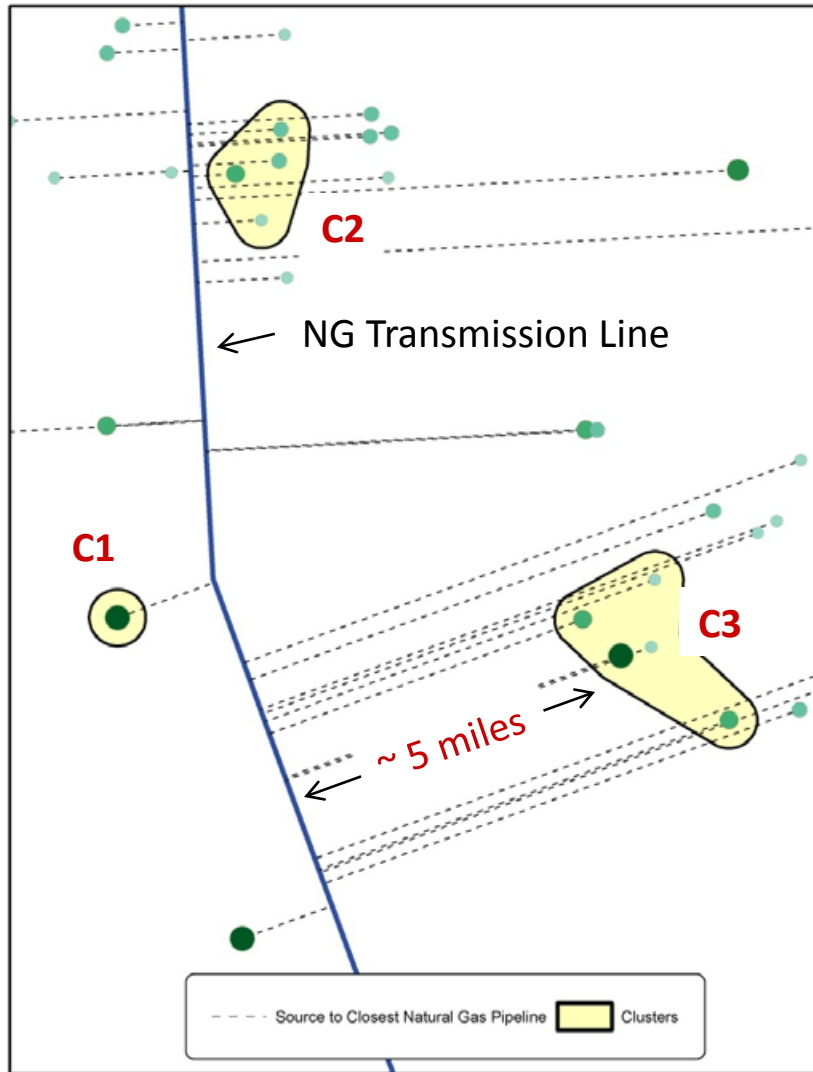 C2
NG Transmission Line
C1
C3
~ 5 miles
Source to Closest Natural Gas Pipeline
Clusters